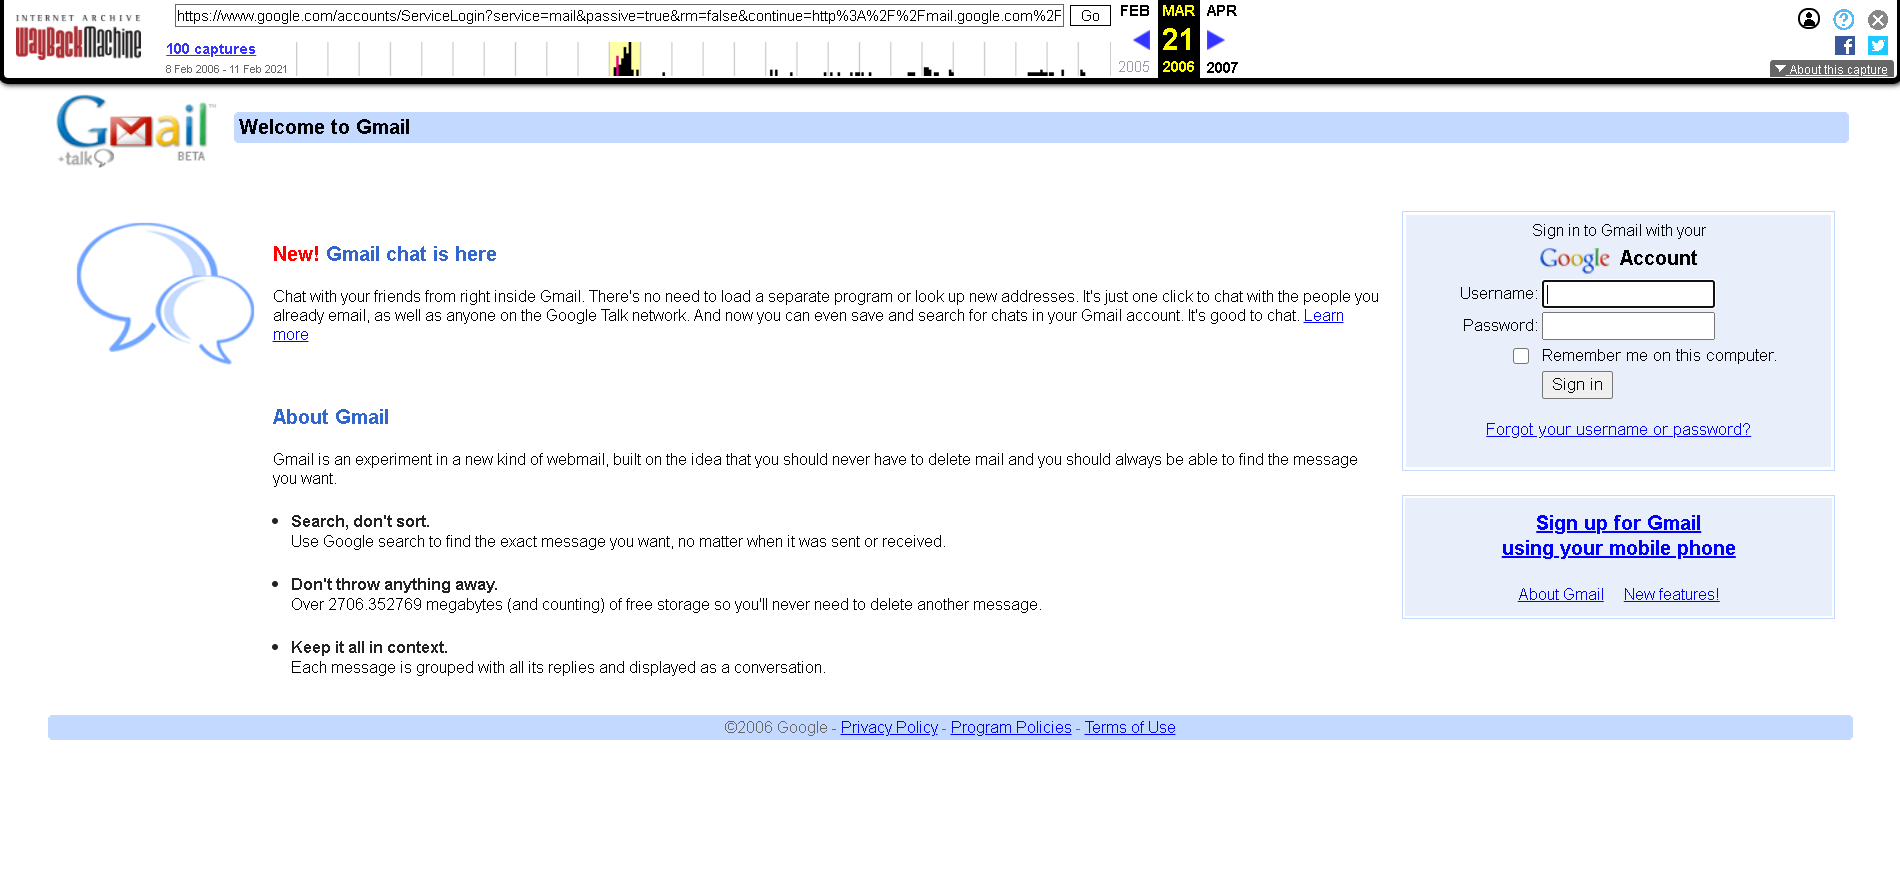 INTERNET ARCHIVE
WayBackMachine
https://www.google.com/accounts/ServiceLogin?service=mail&passive=true&rm=false&continue=http%3A%2F%2Fmail.google.com%2F
Go
FEB MAR APR
100 captures
21
8 Feb 2006 - 11 Feb 2021
2005 2006 2007
About this capture
Gmail™
+talk BETA
Welcome to Gmail
New! Gmail chat is here
Chat with your friends from right inside Gmail. There's no need to load a separate program or look up new addresses. It's just one click to chat with the people you
already email, as well as anyone on the Google Talk network. And now you can even save and search for chats in your Gmail account. It's good to chat. Learn
more
About Gmail
Gmail is an experiment in a new kind of webmail, built on the idea that you should never have to delete mail and you should always be able to find the message
you want.
• Search, don't sort.
Use Google search to find the exact message you want, no matter when it was sent or received.
• Don't throw anything away.
Over 2706.352769 megabytes (and counting) of free storage so you'll never need to delete another message.
• Keep it all in context.
Each message is grouped with all its replies and displayed as a conversation.
Sign in to Gmail with your
Google Account
Username:
Password:
Remember me on this computer.
Sign in
Forgot your username or password?
Sign up for Gmail
using your mobile phone
About Gmail New features!
©2006 Google - Privacy Policy - Program Policies - Terms of Use